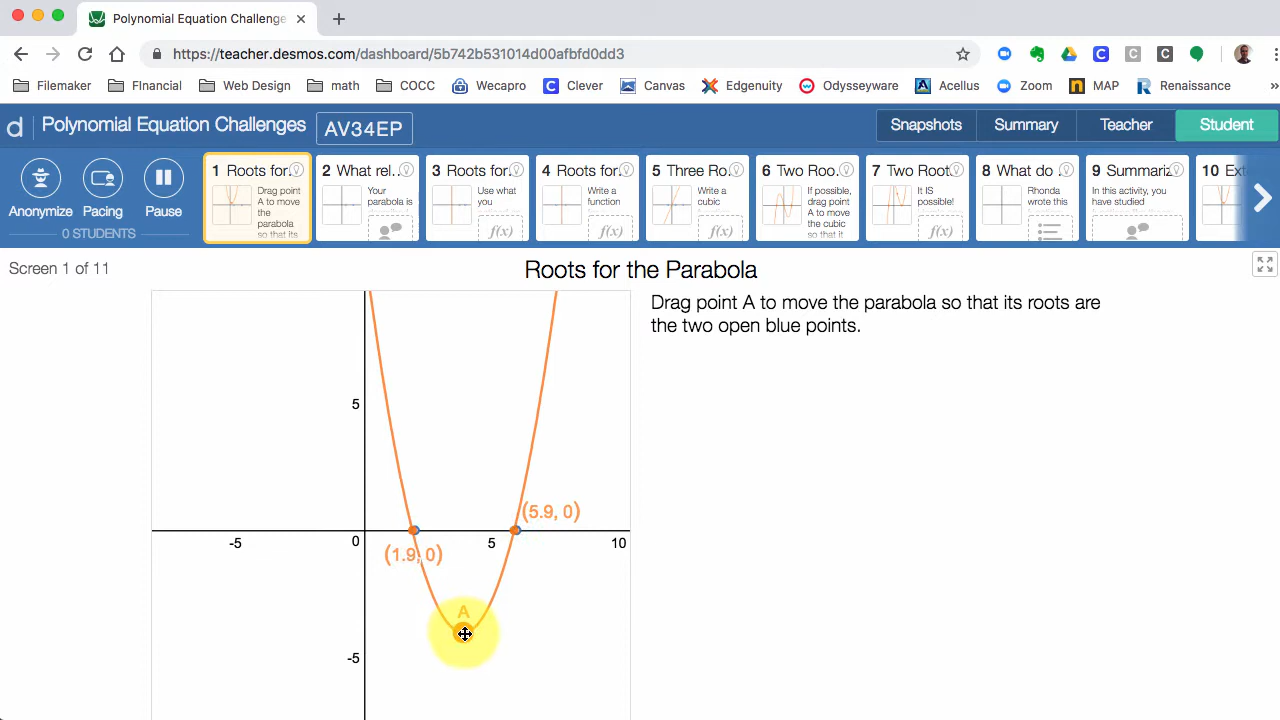 Polynomial Equation Challenge
https://teacher.desmos.com/dashboard/5b742b531014d00afbfd0dd3
Filemaker FInancial Web Design math COCC Wecapro Clever Canvas Edgenuity Odysseyware Acellus Zoom MAP Renaissance »
d Polynomial Equation Challenges AV34EP Snapshots Summary Teacher Student
Anonymize Pacing Pause
0 STUDENTS
1 Roots for..
Drag point
A to move
the
parabola
so that its
2 What rel..
Your
parabola is
3 Roots for..
Use what
you
f(x)
4 Roots for..
Write a
function
f(x)
5 Three Ro..
Write a
cubic
f(x)
6 Two Roo..
If possible,
drag point
A to move
the cubic
so that it
7 Two Root..
It IS
possible!
f(x)
8 What do ..
Rhonda
wrote this
9 Summariz..
In this activity, you
have studied
10 Ext
Screen 1 of 11
Roots for the Parabola
Drag point A to move the parabola so that its roots are
the two open blue points.
5
(5.9, 0)
-5 0 5 10
(1.9, 0)
A
-5